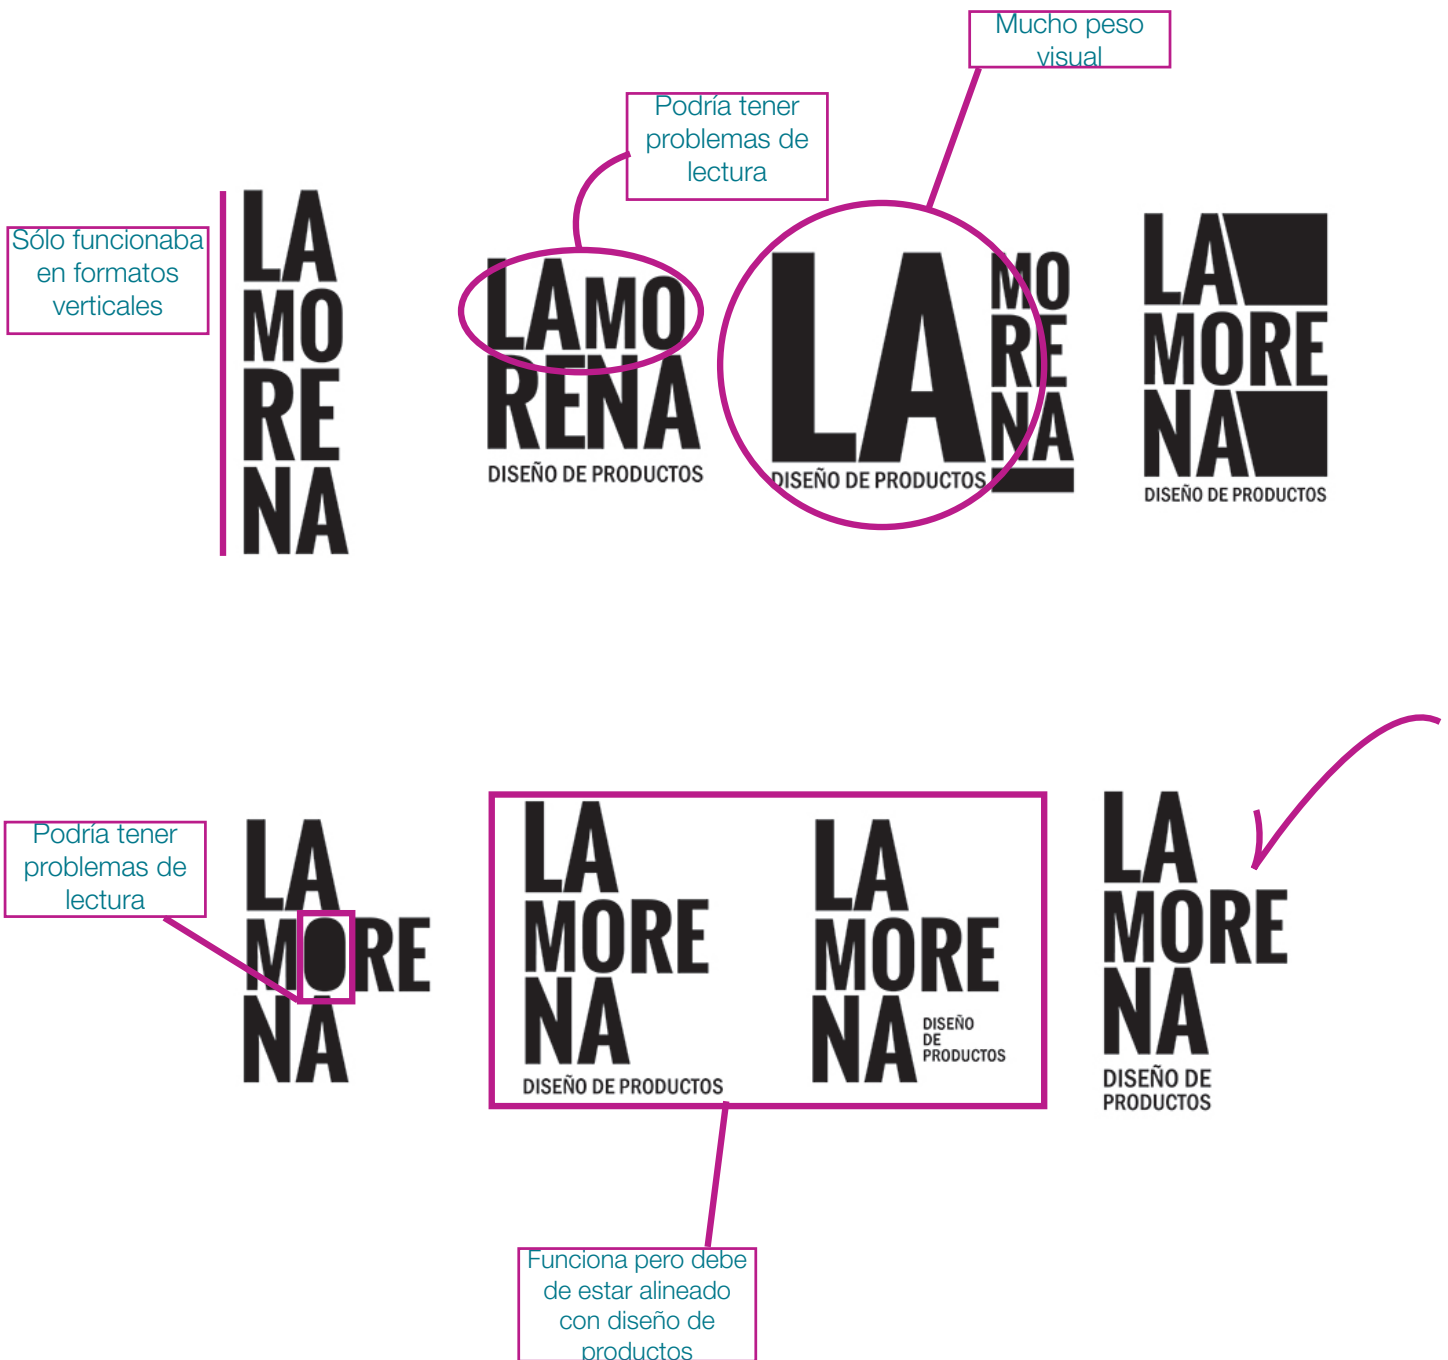 Mucho peso
visual
Podría tener
problemas de
lectura
Sólo funcionaba
en formatos
verticales
LA
MO
RE
NA
LAMO
RENA
DISEÑO DE PRODUCTOS
LA
MO
RE
NA
DISEÑO DE PRODUCTOS
LA
MORE
NA
DISEÑO DE PRODUCTOS
Podría tener
problemas de
lectura
LA
MORE
NA
LA
MORE
NA
DISEÑO DE PRODUCTOS
LA
MORE
NA
DISEÑO
DE
PRODUCTOS
LA
MORE
NA
DISEÑO DE
PRODUCTOS
Funciona pero debe
de estar alineado
con diseño de
productos